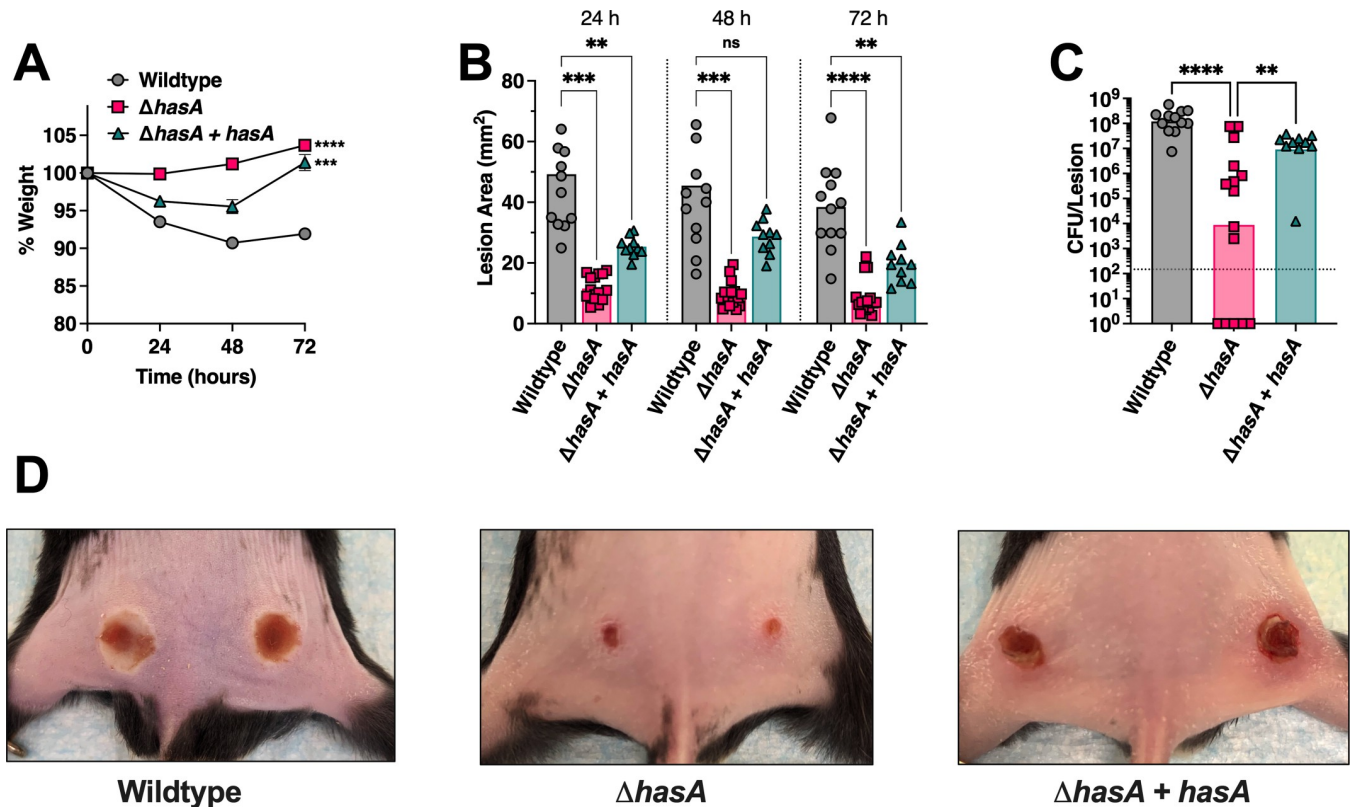 A
Wildtype
ΔhasA
ΔhasA + hasA
105
100
95
90
85
80
% Weight
****
***
0 24 48 72
Time (hours)
B
24 h 48 h 72 h
** ns **
*** *** ****
80
60
40
20
0
Lesion Area (mm²)
Wildtype
ΔhasA
ΔhasA + hasA
Wildtype
ΔhasA
ΔhasA + hasA
Wildtype
ΔhasA
ΔhasA + hasA
C
**** **
10⁹
10⁸
10⁷
10⁶
10⁵
10⁴
10³
10²
10¹
10⁰
CFU/Lesion
Wildtype
ΔhasA
ΔhasA + hasA
D
Wildtype
ΔhasA
ΔhasA + hasA